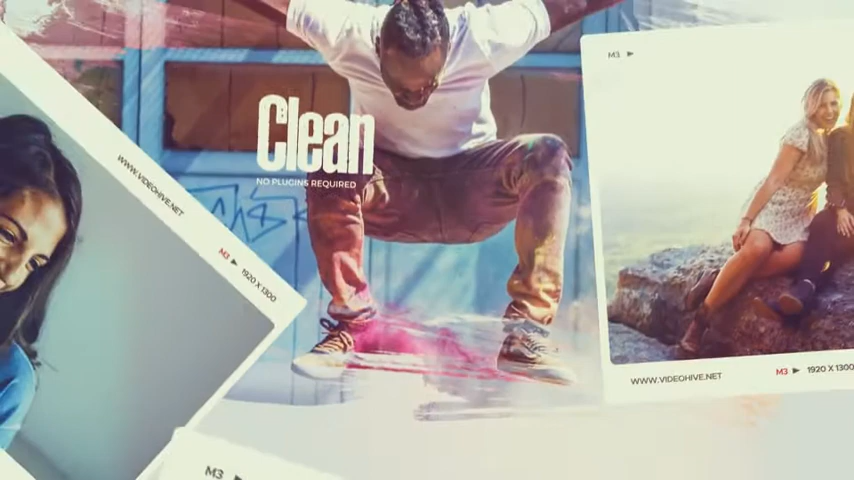 M3
Clean
NO PLUGINS REQUIRED
WWW.VIDEOHIVE.NET
M3 1920 X 1300
WWW.VIDEOHIVE.NET
M3 1920 X 1300
M3